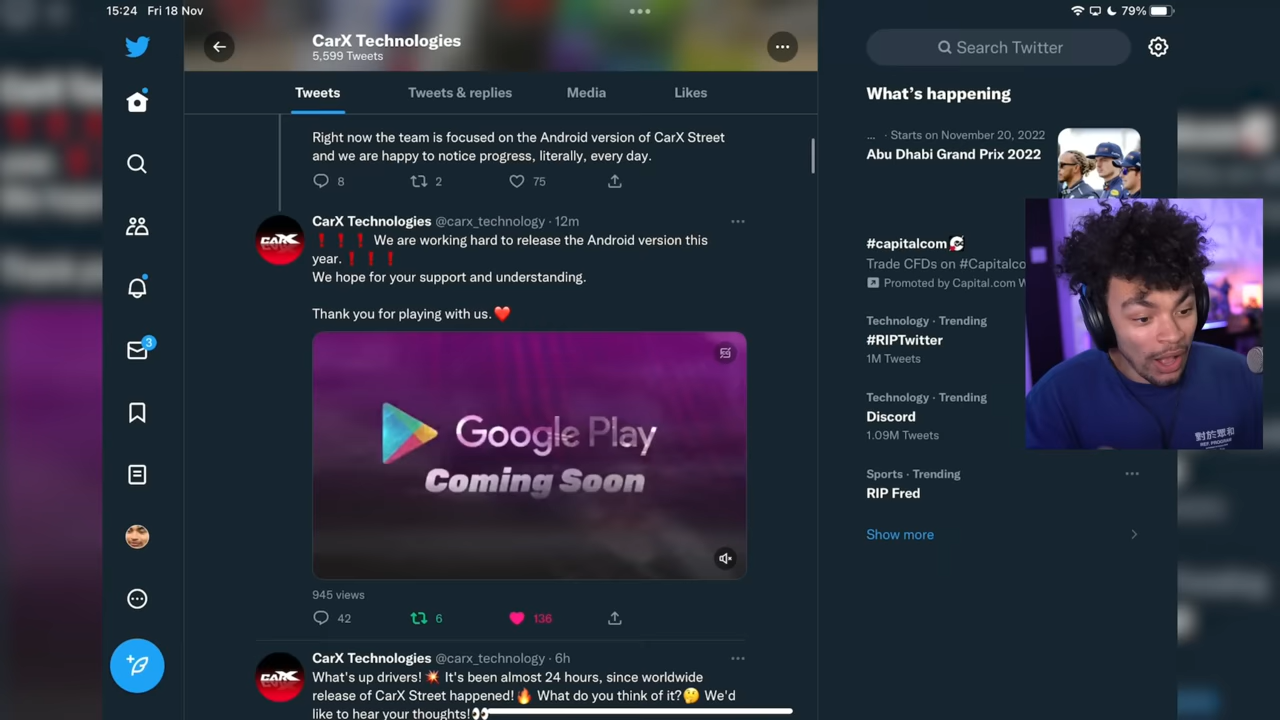 15:24 Fri 18 Nov
79%
CarX Technologies
5,599 Tweets
Search Twitter
Tweets
Tweets & replies
Media
Likes
Right now the team is focused on the Android version of CarX Street
and we are happy to notice progress, literally, every day.
8
2
75
CarX Technologies @carx_technology · 12m
❗❗❗ We are working hard to release the Android version this
year. ❗❗❗
We hope for your support and understanding.
Thank you for playing with us.❤️
Google Play
Coming Soon
945 views
42
6
136
CarX Technologies @carx_technology · 6h
What's up drivers!💥 It's been almost 24 hours, since worldwide
release of CarX Street happened!🔥 What do you think of it?🤔 We'd
like to hear your thoughts!👀
3
CarX
CarX
What's happening
... · Starts on November 20, 2022
Abu Dhabi Grand Prix 2022
#capitalcom
Trade CFDs on #Capitalco
Promoted by Capital.com
Technology · Trending
#RIPTwitter
1M Tweets
Technology · Trending
Discord
1.09M Tweets
Sports · Trending
RIP Fred
Show more
對於眾和